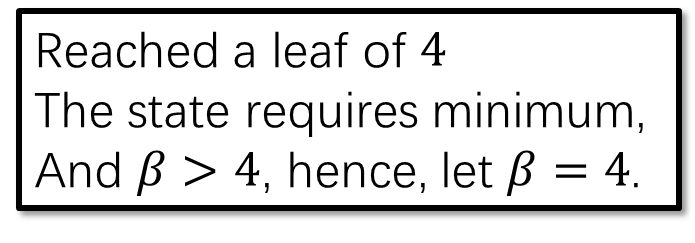 Reached a leaf of 4
The state requires minimum,
And β > 4, hence, let β = 4.